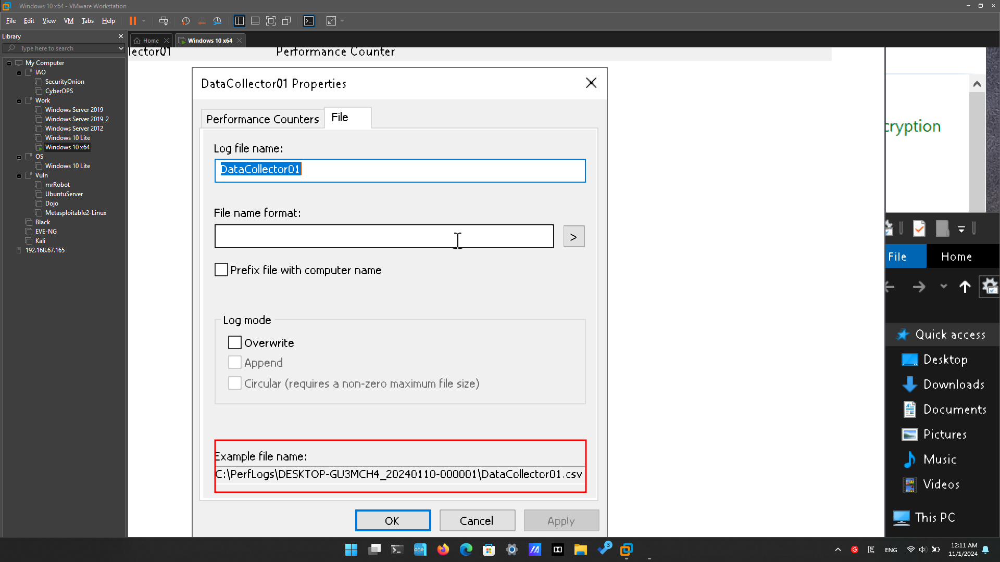 Windows 10 x64 - VMware Workstation
File Edit View VM Tabs Help
Library
Type here to search
My Computer
IAO
SecurityOnion
CyberOPS
Work
Windows Server 2019
Windows Server 2019_2
Windows Server 2012
Windows 10 Lite
Windows 10 x64
OS
Windows 10 Lite
Vuln
mrRobot
UbuntuServer
Dojo
Metasploitable2-Linux
Black
EVE-NG
Kali
192.168.67.165
Home
Windows 10 x64
lector01 Performance Counter
DataCollector01 Properties
Performance Counters File
Log file name:
DataCollector01
File name format:
>
Prefix file with computer name
Log mode
Overwrite
Append
Circular (requires a non-zero maximum file size)
Example file name:
C:\PerfLogs\DESKTOP-GU3MCH4_20240110-000001\DataCollector01.csv
OK Cancel Apply
cryption
File Home
Quick access
Desktop
Downloads
Documents
Pictures
Music
Videos
This PC
one
3
ENG
12:11 AM
11/1/2024